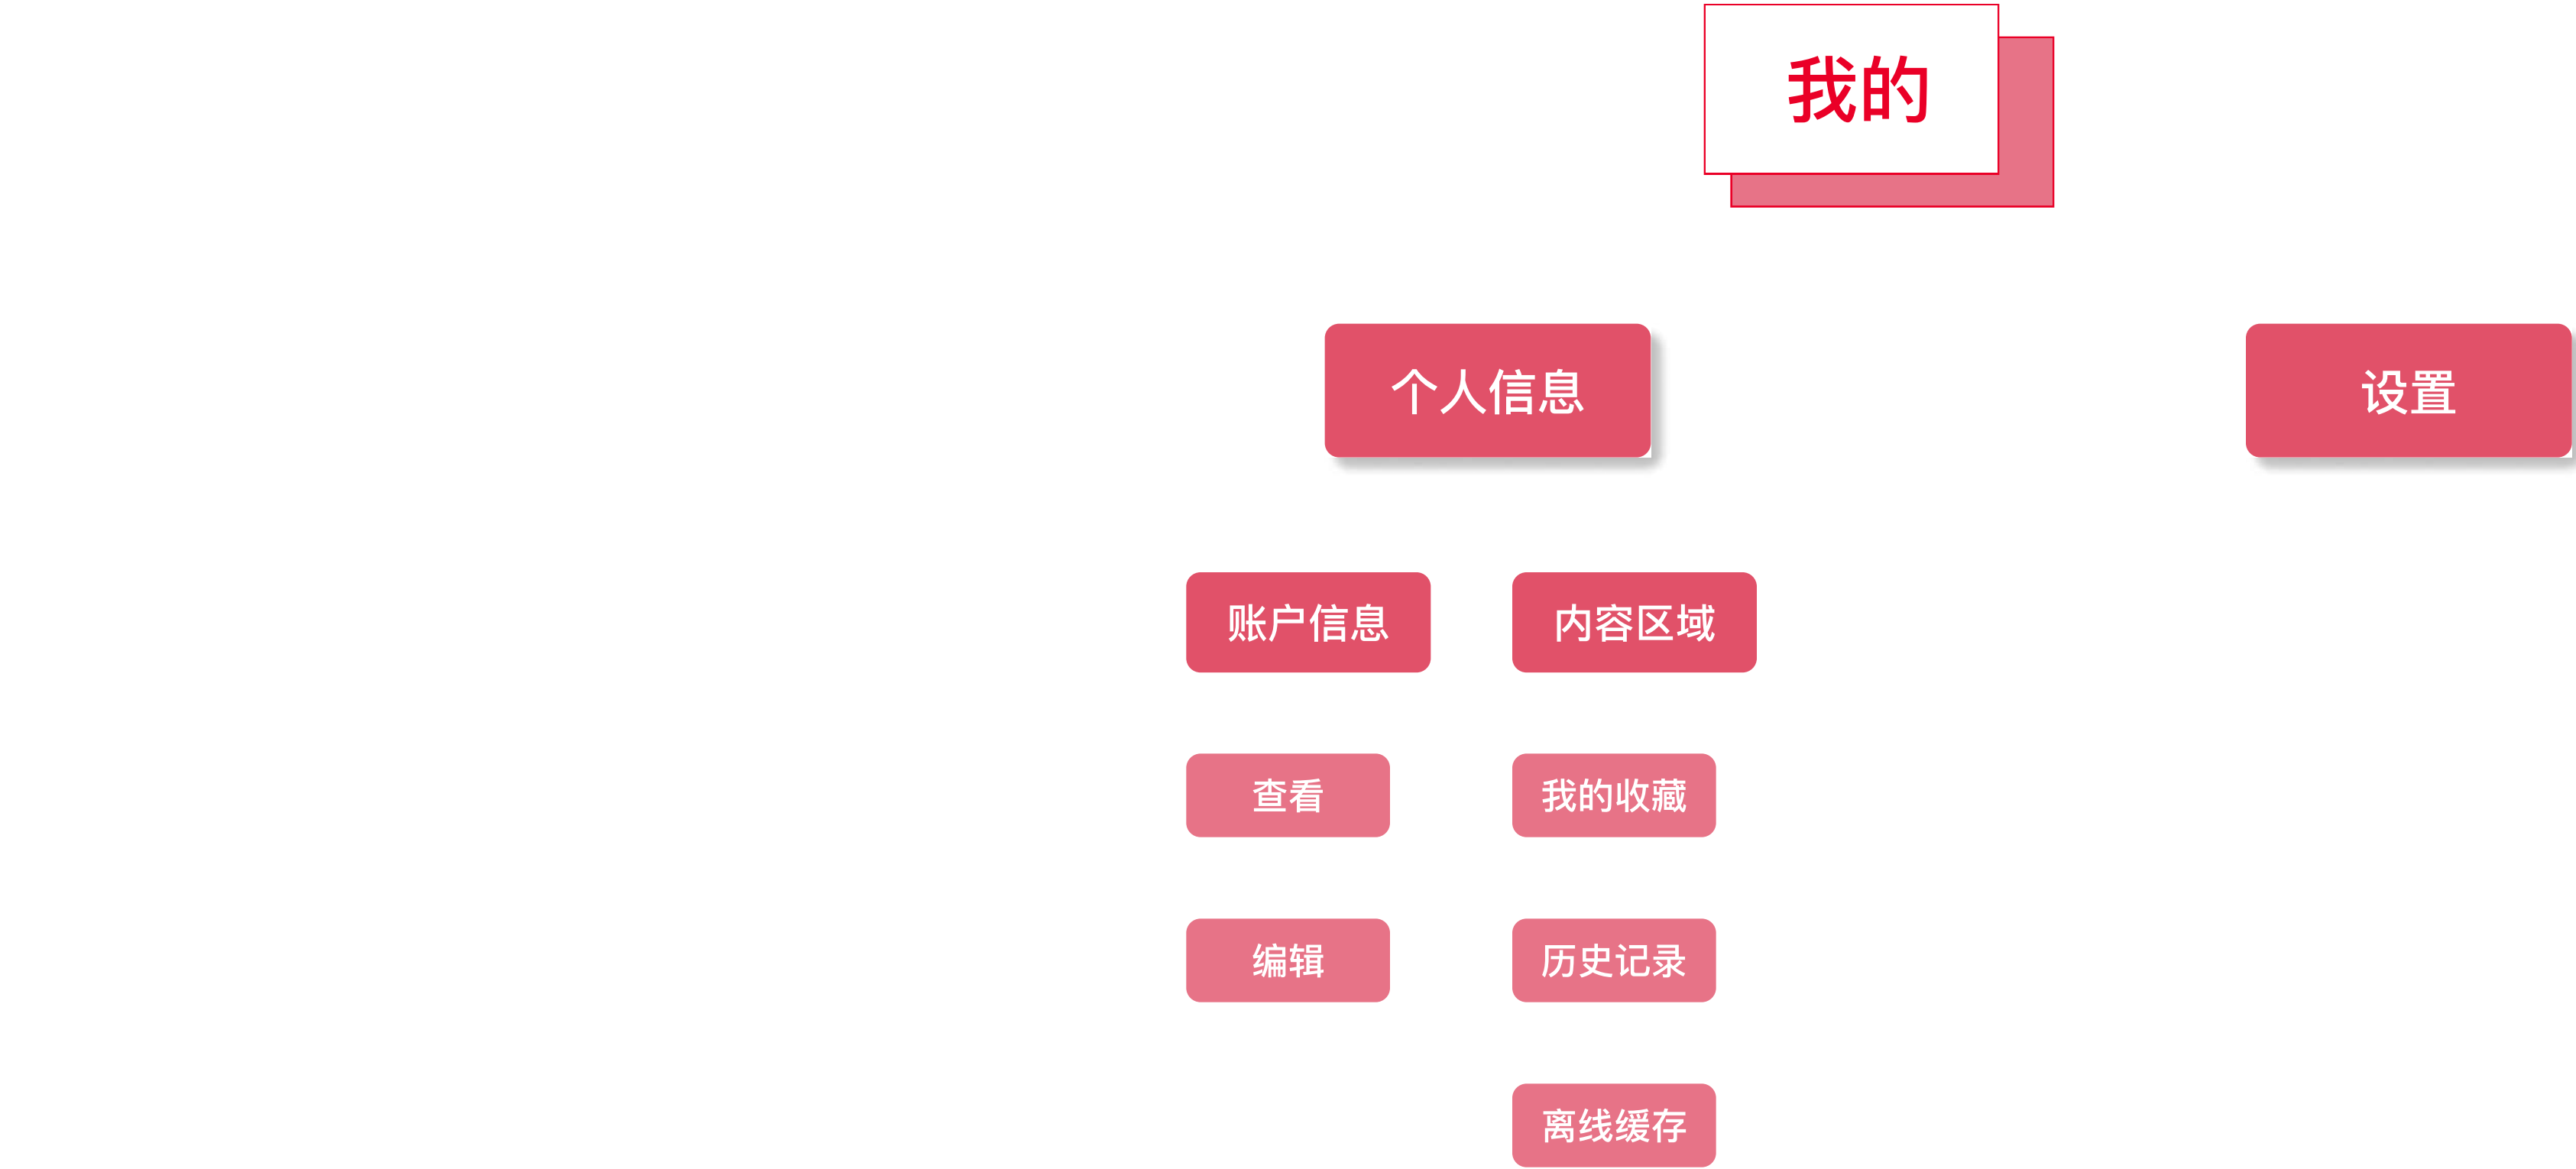 我的
个人信息
设置
账户信息
内容区域
查看
我的收藏
编辑
历史记录
离线缓存